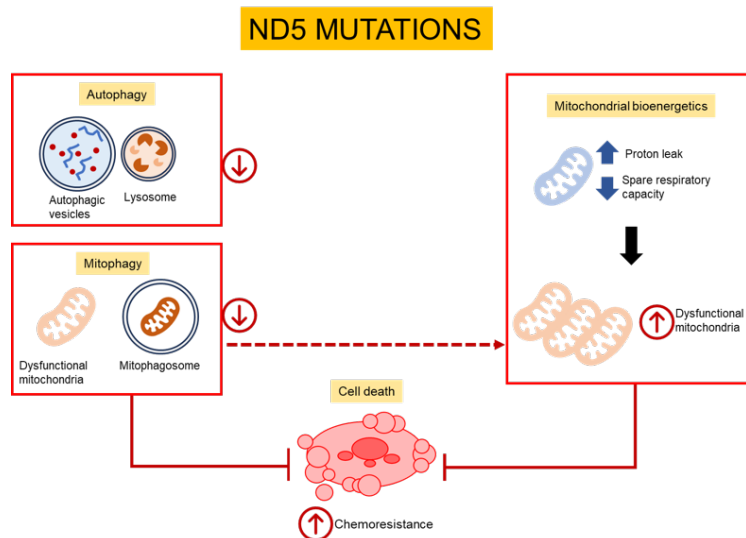 ND5 MUTATIONS
Autophagy
Autophagic
vesicles
Lysosome
Mitophagy
Dysfunctional
mitochondria
Mitophagosome
Mitochondrial bioenergetics
Proton leak
Spare respiratory
capacity
Dysfunctional
mitochondria
Cell death
Chemoresistance